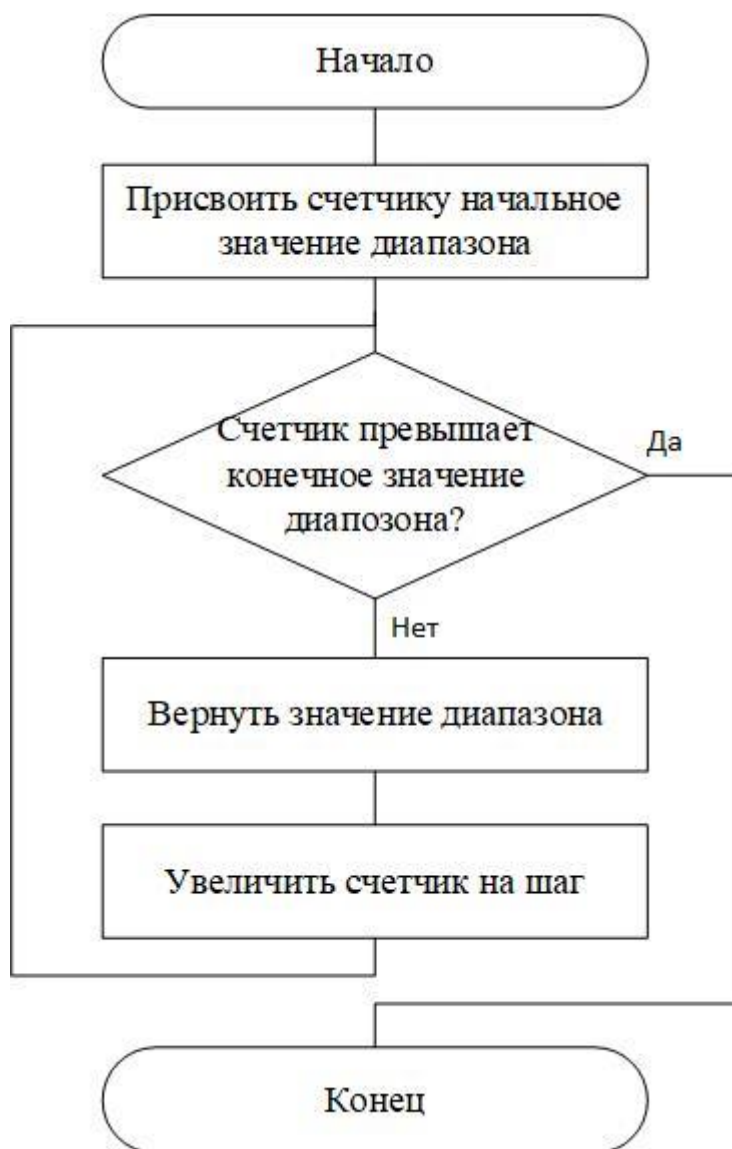 Начало
Присвоить счетчику начальное
значение диапазона
Счетчик превышает
конечное значение
диапозона?
Да
Нет
Вернуть значение диапазона
Увеличить счетчик на шаг
Конец